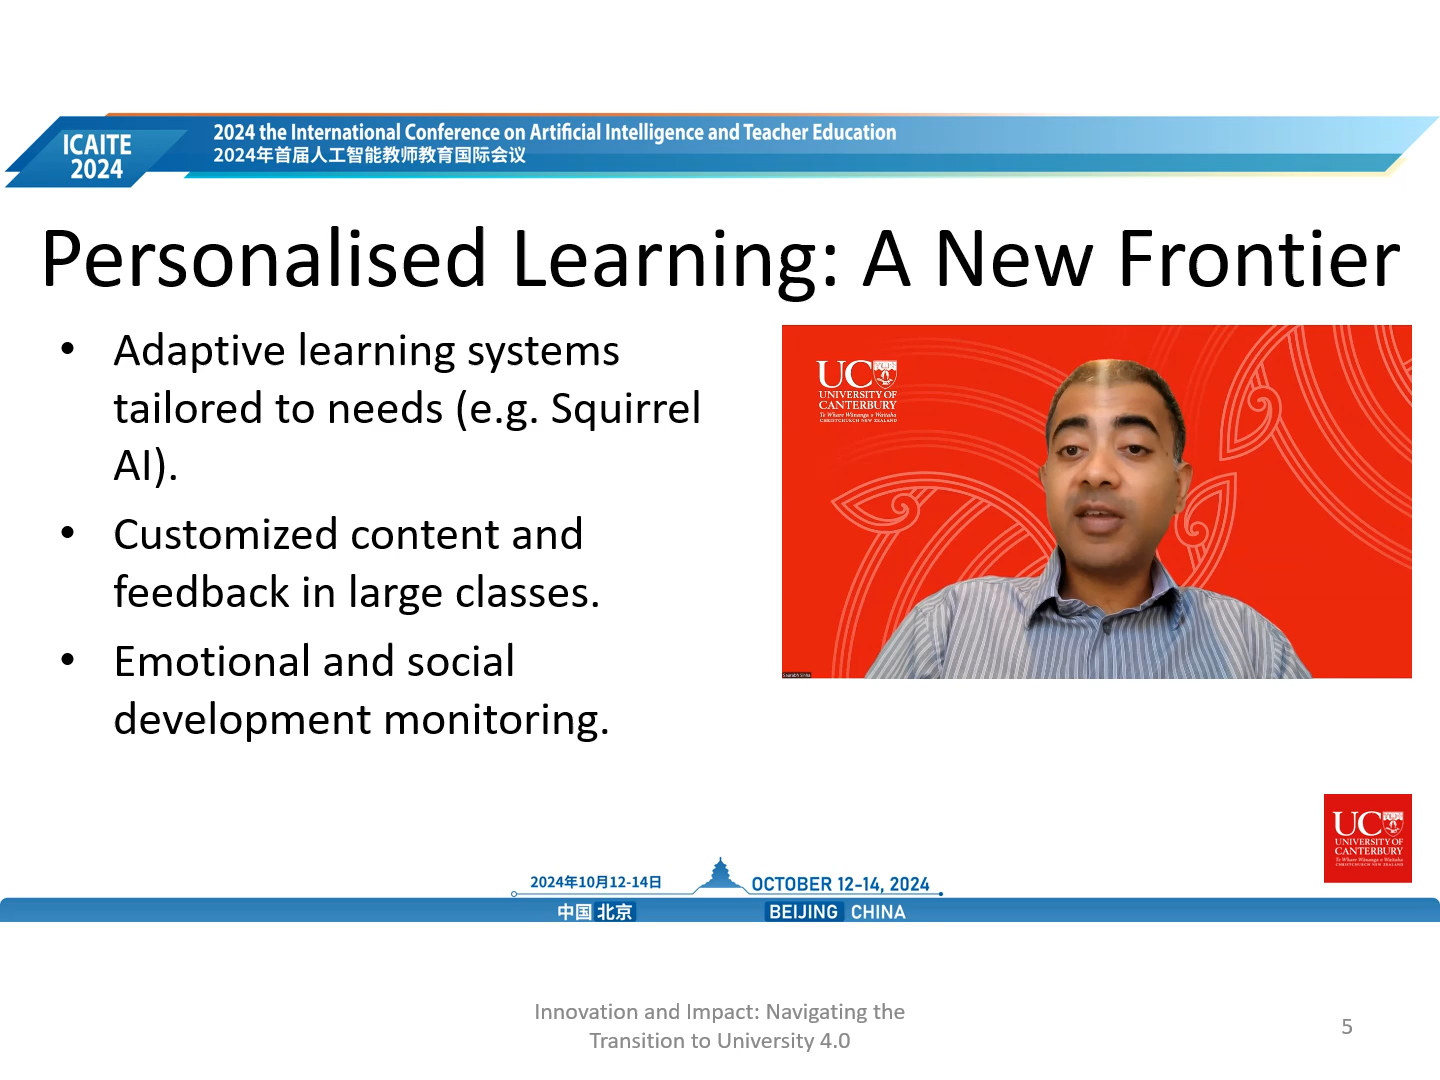 ICAITE
2024
2024 the International Conference on Artificial Intelligence and Teacher Education
2024年首届人工智能教师教育国际会议
Personalised Learning: A New Frontier
• Adaptive learning systems
tailored to needs (e.g. Squirrel
AI).
• Customized content and
feedback in large classes.
• Emotional and social
development monitoring.
UC
UNIVERSITY OF
CANTERBURY
Te Whare Wānanga o Waitaha
CHRISTCHURCH NEW ZEALAND
Saurabh Sinha
UC
UNIVERSITY OF
CANTERBURY
Te Whare Wānanga o Waitaha
CHRISTCHURCH NEW ZEALAND
2024年10月12-14日
OCTOBER 12-14, 2024
中国 北京
BEIJING CHINA
Innovation and Impact: Navigating the
Transition to University 4.0
5